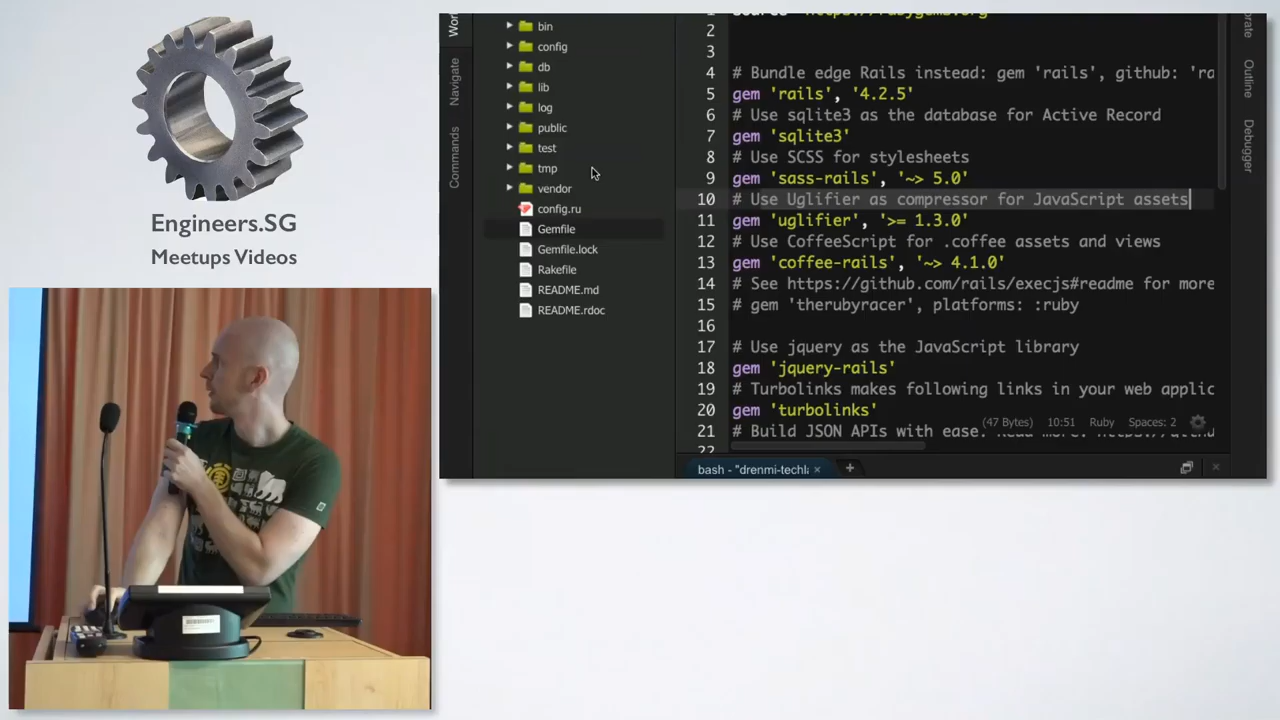 Engineers.SG
Meetups Videos
Wor
Navigate
Commands
bin
config
db
lib
log
public
test
tmp
vendor
config.ru
Gemfile
Gemfile.lock
Rakefile
README.md
README.rdoc
2
3
4 # Bundle edge Rails instead: gem 'rails', github: 'ra
5 gem 'rails', '4.2.5'
6 # Use sqlite3 as the database for Active Record
7 gem 'sqlite3'
8 # Use SCSS for stylesheets
9 gem 'sass-rails', '~> 5.0'
10 # Use Uglifier as compressor for JavaScript assets
11 gem 'uglifier', '>= 1.3.0'
12 # Use CoffeeScript for .coffee assets and views
13 gem 'coffee-rails', '~> 4.1.0'
14 # See https://github.com/rails/execjs#readme for more
15 # gem 'therubyracer', platforms: :ruby
16
17 # Use jquery as the JavaScript library
18 gem 'jquery-rails'
19 # Turbolinks makes following links in your web applic
20 gem 'turbolinks'
21 # Build JSON APIs with ease.
22
(47 Bytes) 10:51 Ruby Spaces: 2
bash - "drenmi-techla
orate
Outline
Debugger